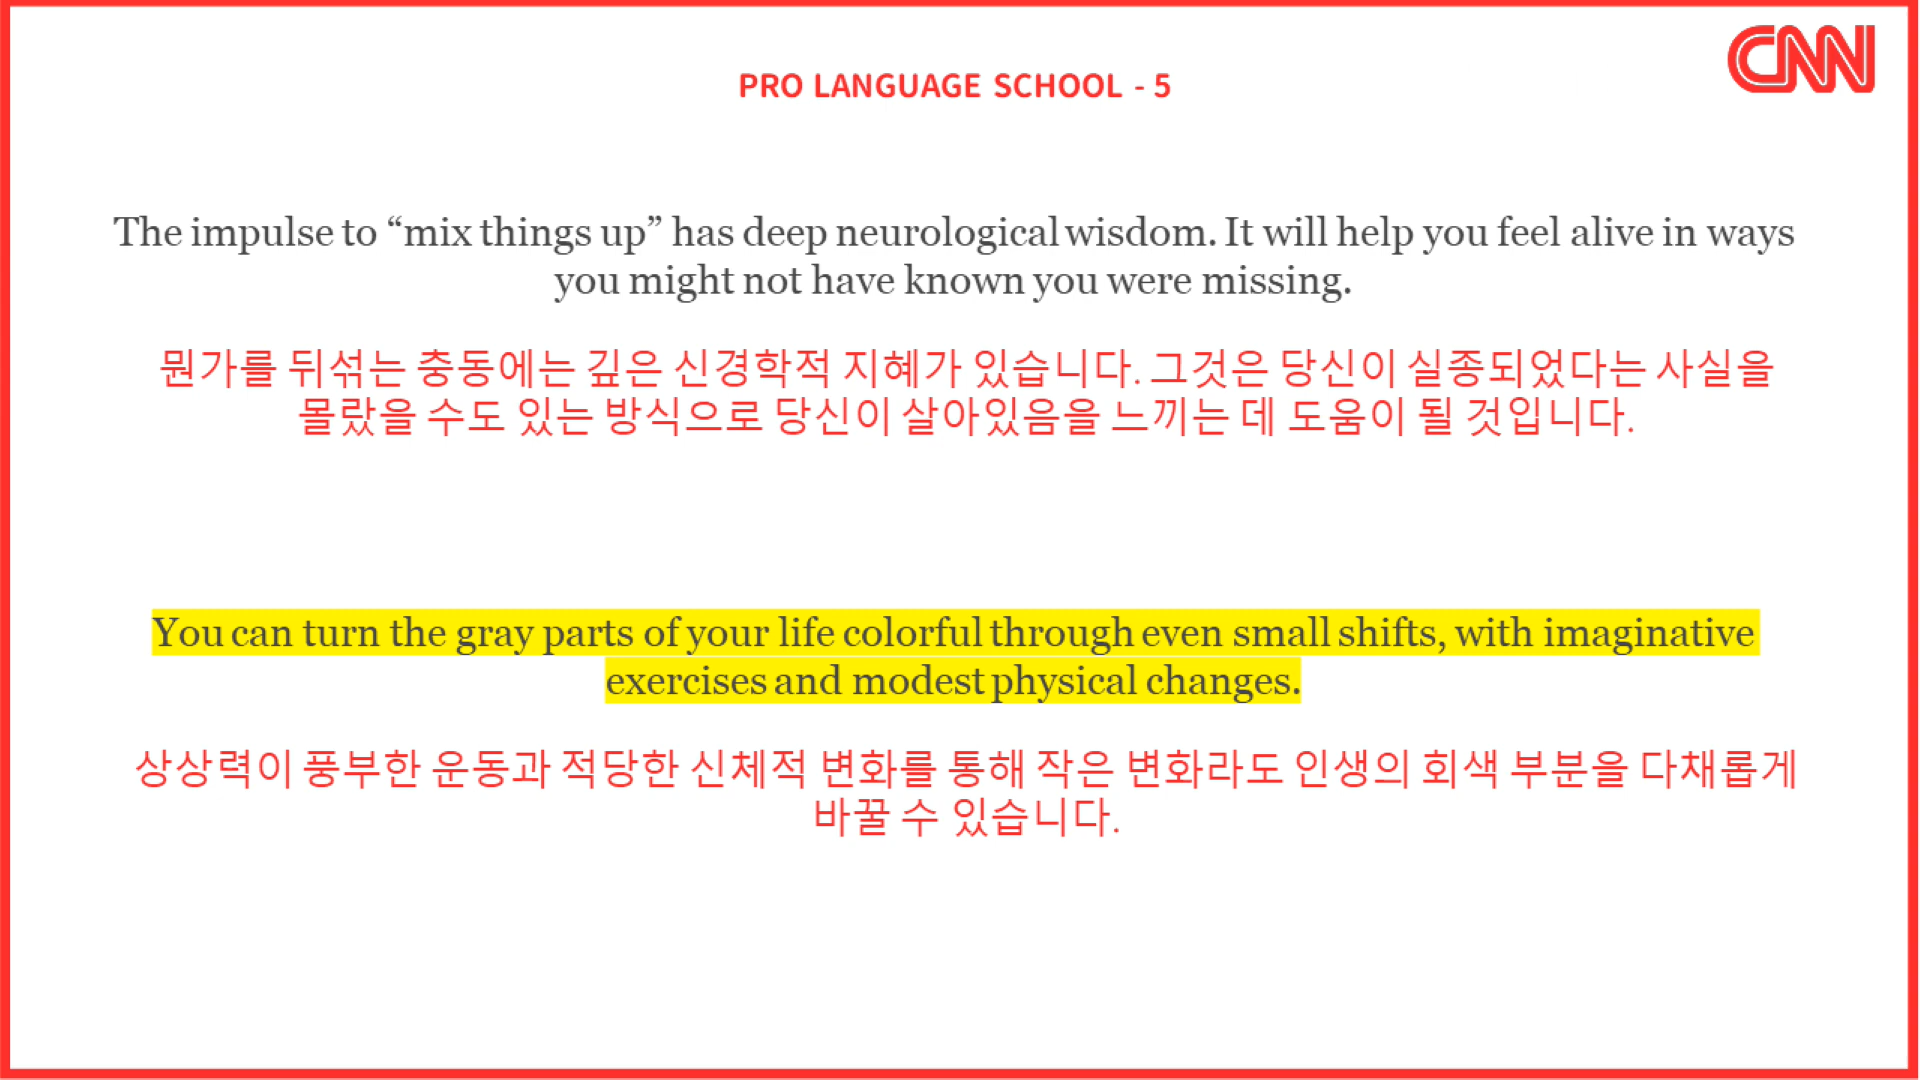 CNN
PRO LANGUAGE SCHOOL - 5
The impulse to “mix things up” has deep neurological wisdom. It will help you feel alive in ways
you might not have known you were missing.
뭔가를 뒤섞는 충동에는 깊은 신경학적 지혜가 있습니다. 그것은 당신이 실종되었다는 사실을
몰랐을 수도 있는 방식으로 당신이 살아있음을 느끼는 데 도움이 될 것입니다.
You can turn the gray parts of your life colorful through even small shifts, with imaginative
exercises and modest physical changes.
상상력이 풍부한 운동과 적당한 신체적 변화를 통해 작은 변화라도 인생의 회색 부분을 다채롭게
바꿀 수 있습니다.